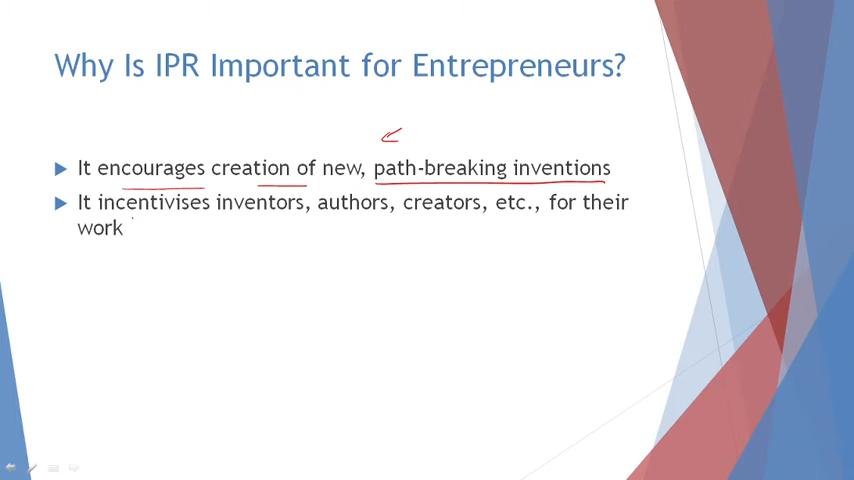 Why Is IPR Important for Entrepreneurs?
It encourages creation of new, path-breaking inventions
It incentivises inventors, authors, creators, etc., for their
work